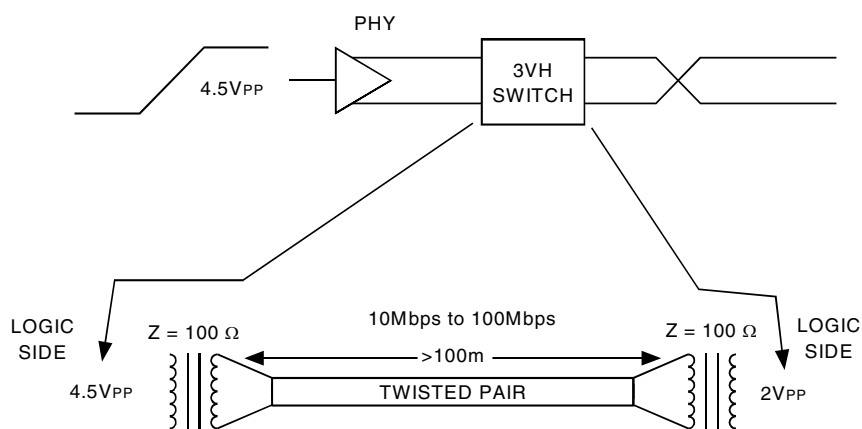 PHY
4.5VPP
3VH
SWITCH
LOGIC
SIDE
Z = 100 Ω
10Mbps to 100Mbps
Z = 100 Ω
LOGIC
SIDE
>100m
4.5VPP
TWISTED PAIR
2VPP